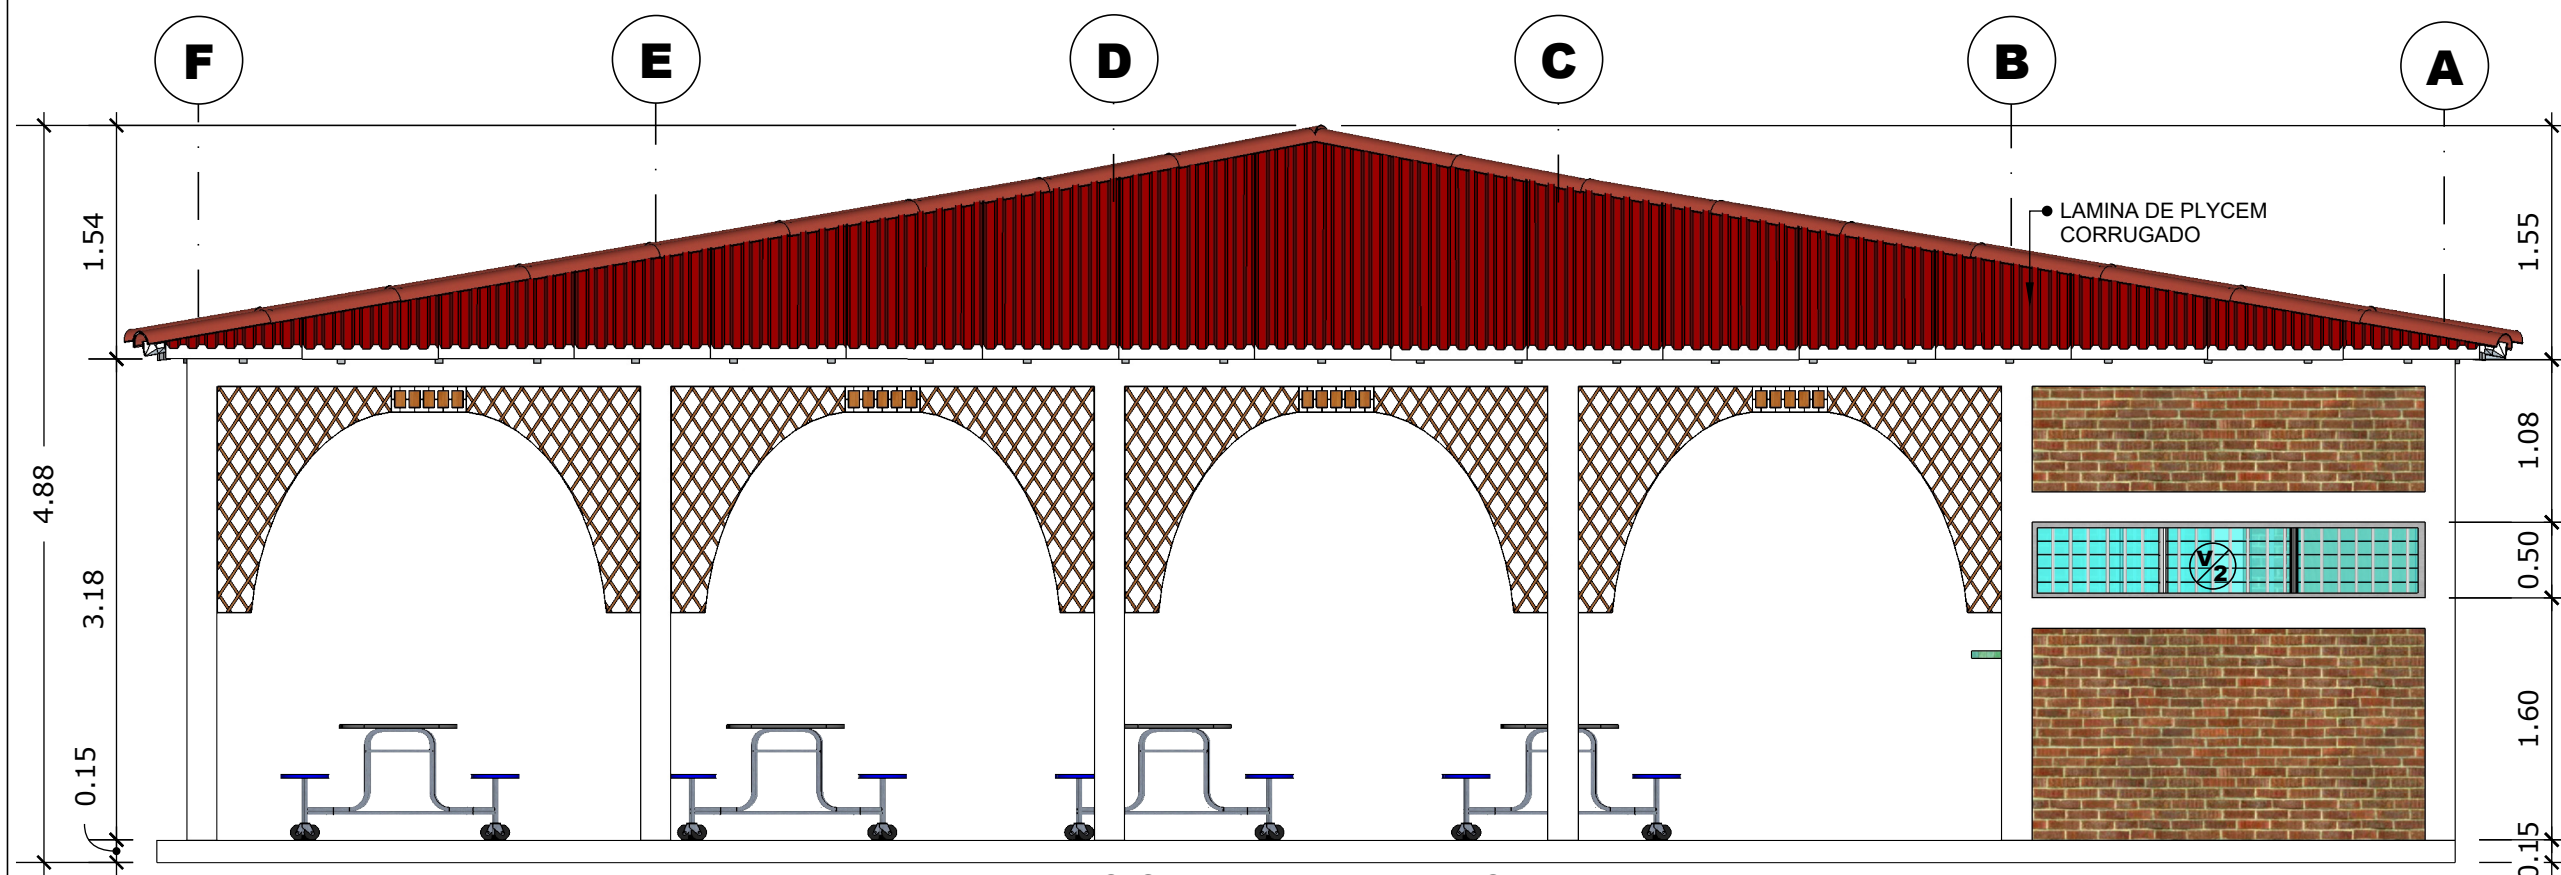 F
E
D
C
B
A
LAMINA DE PLYCEM
CORRUGADO
1.54
4.88
3.18
0.15
1.55
1.08
0.50
1.60
0.15
V/2